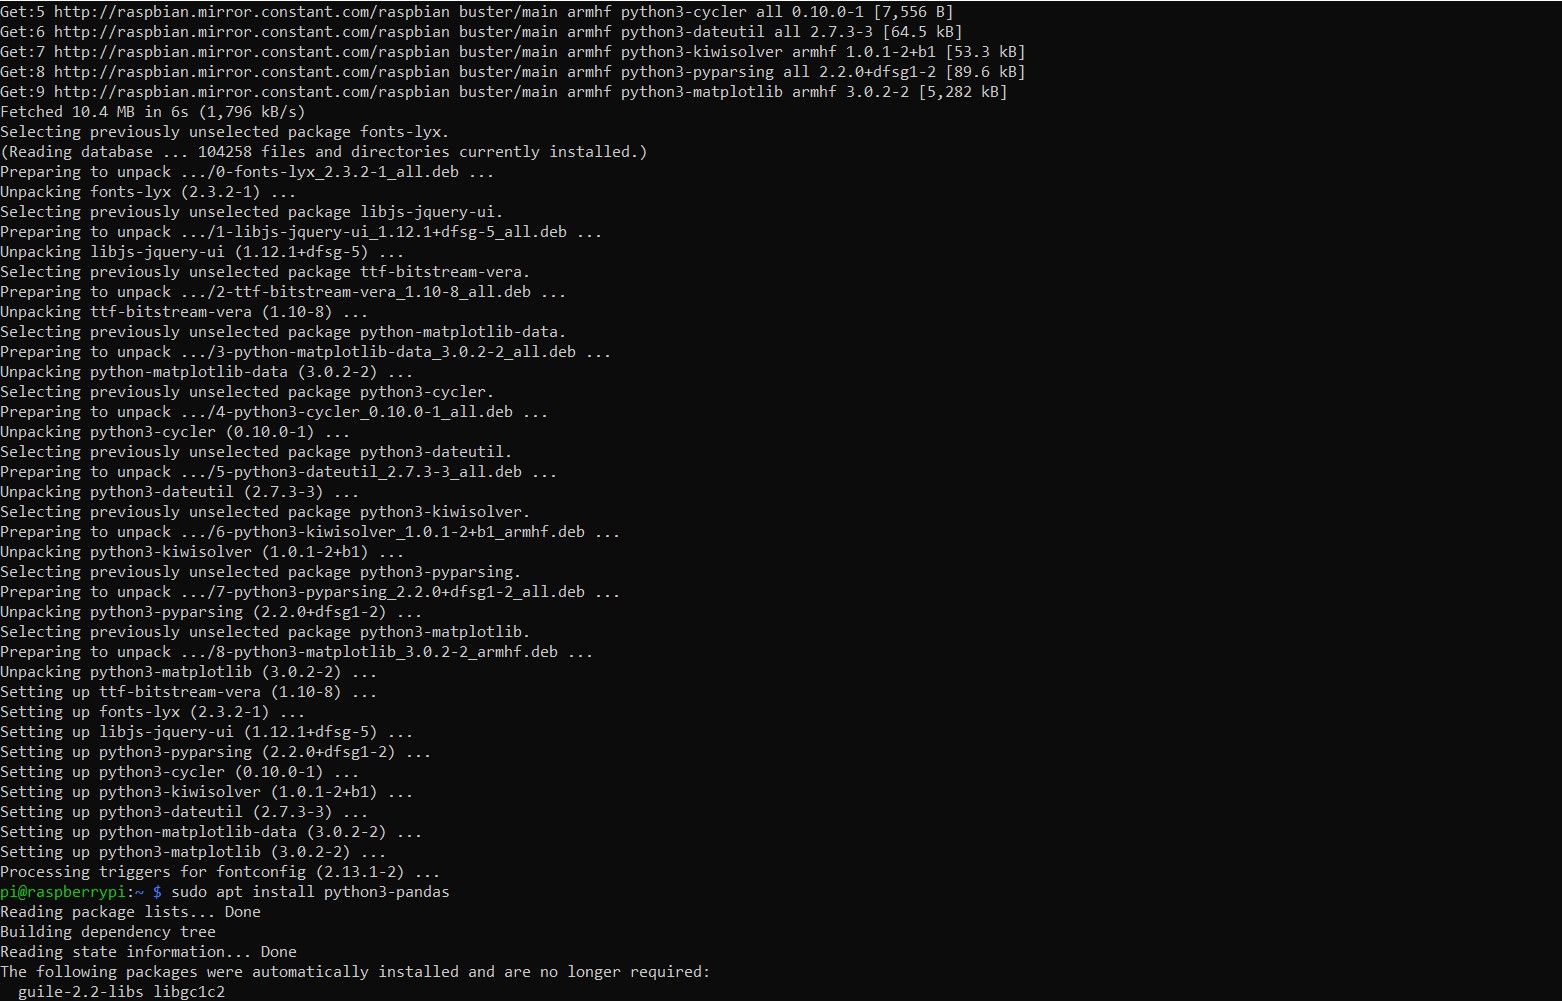 Get:5 http://raspbian.mirror.constant.com/raspbian buster/main armhf python3-cycler all 0.10.0-1 [7,556 B]
Get:6 http://raspbian.mirror.constant.com/raspbian buster/main armhf python3-dateutil all 2.7.3-3 [64.5 kB]
Get:7 http://raspbian.mirror.constant.com/raspbian buster/main armhf python3-kiwisolver armhf 1.0.1-2+b1 [53.3 kB]
Get:8 http://raspbian.mirror.constant.com/raspbian buster/main armhf python3-pyparsing all 2.2.0+dfsg1-2 [89.6 kB]
Get:9 http://raspbian.mirror.constant.com/raspbian buster/main armhf python3-matplotlib armhf 3.0.2-2 [5,282 kB]
Fetched 10.4 MB in 6s (1,796 kB/s)
Selecting previously unselected package fonts-lyx.
(Reading database ... 104258 files and directories currently installed.)
Preparing to unpack .../0-fonts-lyx_2.3.2-1_all.deb ...
Unpacking fonts-lyx (2.3.2-1) ...
Selecting previously unselected package libjs-jquery-ui.
Preparing to unpack .../1-libjs-jquery-ui_1.12.1+dfsg-5_all.deb ...
Unpacking libjs-jquery-ui (1.12.1+dfsg-5) ...
Selecting previously unselected package ttf-bitstream-vera.
Preparing to unpack .../2-ttf-bitstream-vera_1.10-8_all.deb ...
Unpacking ttf-bitstream-vera (1.10-8) ...
Selecting previously unselected package python-matplotlib-data.
Preparing to unpack .../3-python-matplotlib-data_3.0.2-2_all.deb ...
Unpacking python-matplotlib-data (3.0.2-2) ...
Selecting previously unselected package python3-cycler.
Preparing to unpack .../4-python3-cycler_0.10.0-1_all.deb ...
Unpacking python3-cycler (0.10.0-1) ...
Selecting previously unselected package python3-dateutil.
Preparing to unpack .../5-python3-dateutil_2.7.3-3_all.deb ...
Unpacking python3-dateutil (2.7.3-3) ...
Selecting previously unselected package python3-kiwisolver.
Preparing to unpack .../6-python3-kiwisolver_1.0.1-2+b1_armhf.deb ...
Unpacking python3-kiwisolver (1.0.1-2+b1) ...
Selecting previously unselected package python3-pyparsing.
Preparing to unpack .../7-python3-pyparsing_2.2.0+dfsg1-2_all.deb ...
Unpacking python3-pyparsing (2.2.0+dfsg1-2) ...
Selecting previously unselected package python3-matplotlib.
Preparing to unpack .../8-python3-matplotlib_3.0.2-2_armhf.deb ...
Unpacking python3-matplotlib (3.0.2-2) ...
Setting up ttf-bitstream-vera (1.10-8) ...
Setting up fonts-lyx (2.3.2-1) ...
Setting up libjs-jquery-ui (1.12.1+dfsg-5) ...
Setting up python3-pyparsing (2.2.0+dfsg1-2) ...
Setting up python3-cycler (0.10.0-1) ...
Setting up python3-kiwisolver (1.0.1-2+b1) ...
Setting up python3-dateutil (2.7.3-3) ...
Setting up python-matplotlib-data (3.0.2-2) ...
Setting up python3-matplotlib (3.0.2-2) ...
Processing triggers for fontconfig (2.13.1-2) ...
pi@raspberrypi:~ $ sudo apt install python3-pandas
Reading package lists... Done
Building dependency tree
Reading state information... Done
The following packages were automatically installed and are no longer required:
  guile-2.2-libs libgc1c2